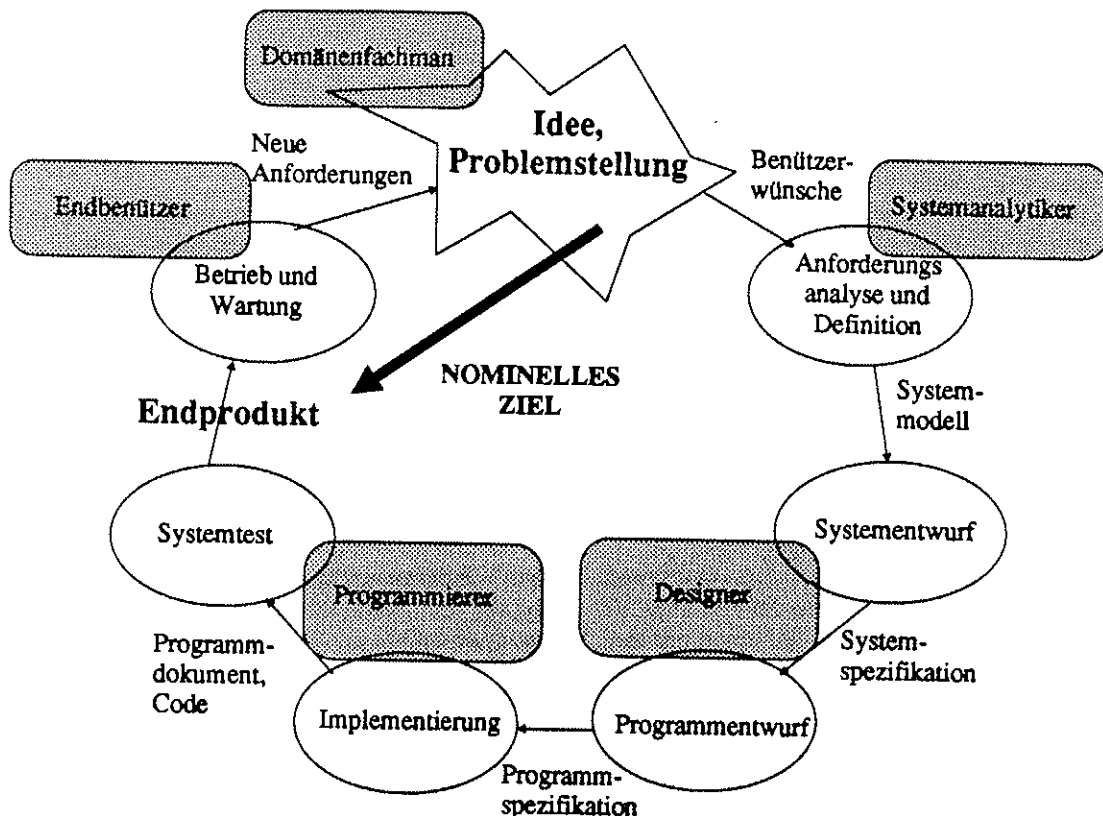 Domänenfachman
Idee,
Problemstellung
Neue
Anforderungen
Benützer-
wünsche
Endbenützer
Systemanalytiker
Betrieb und
Wartung
Anforderungs
analyse und
Definition
NOMINELLES
ZIEL
System-
modell
Endprodukt
Systemtest
Systementwurf
Programmierer
Designer
Programm-
dokument,
Code
System-
spezifikation
Implementierung
Programmentwurf
Programm-
spezifikation